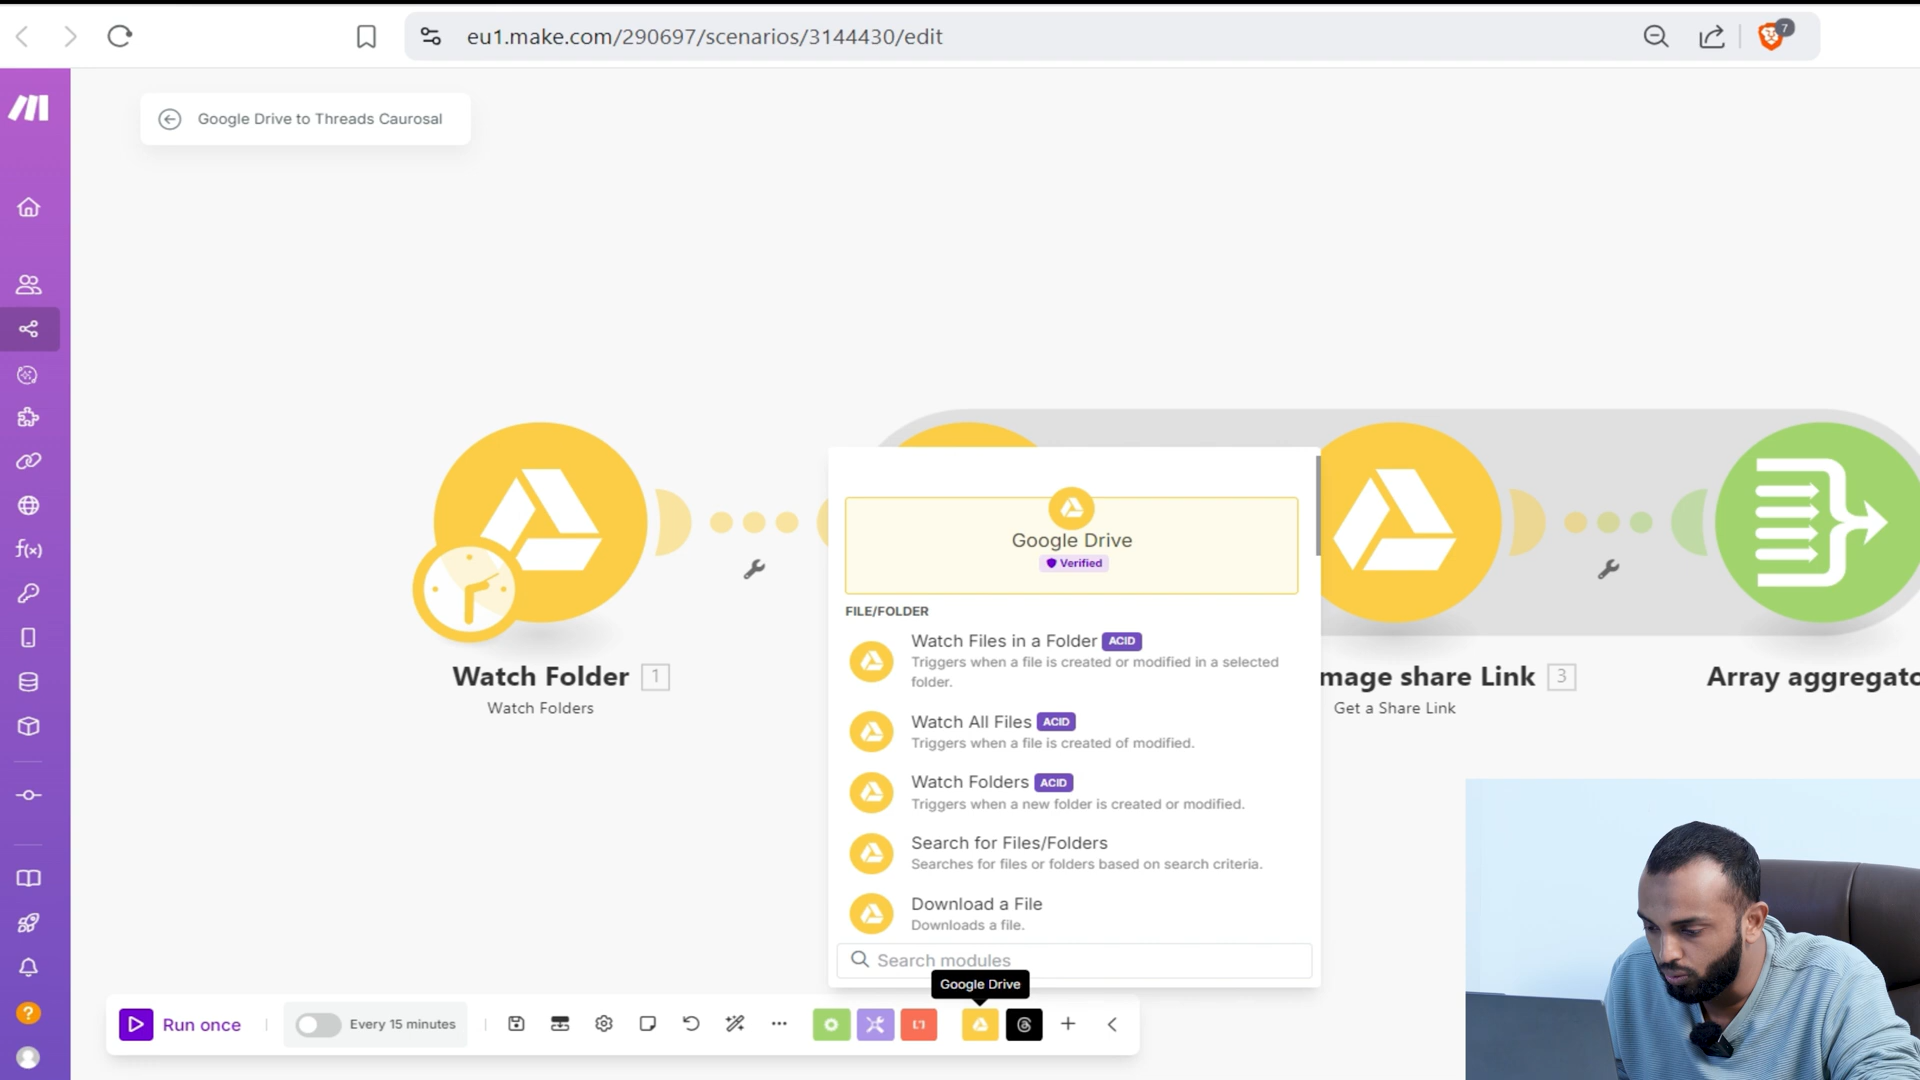 eu1.make.com/290697/scenarios/3144430/edit
7
Google Drive to Threads Caurosal
Google Drive
Verified
FILE/FOLDER
Watch Files in a Folder ACID
Triggers when a file is created or modified in a selected
folder.
Watch All Files ACID
Triggers when a file is created of modified.
Watch Folders ACID
Triggers when a new folder is created or modified.
Search for Files/Folders
Searches for files or folders based on search criteria.
Download a File
Downloads a file.
Search modules
Google Drive
Watch Folder 1
Watch Folders
mage share Link 3
Get a Share Link
Array aggregato
f(x)
?
Run once
Every 15 minutes